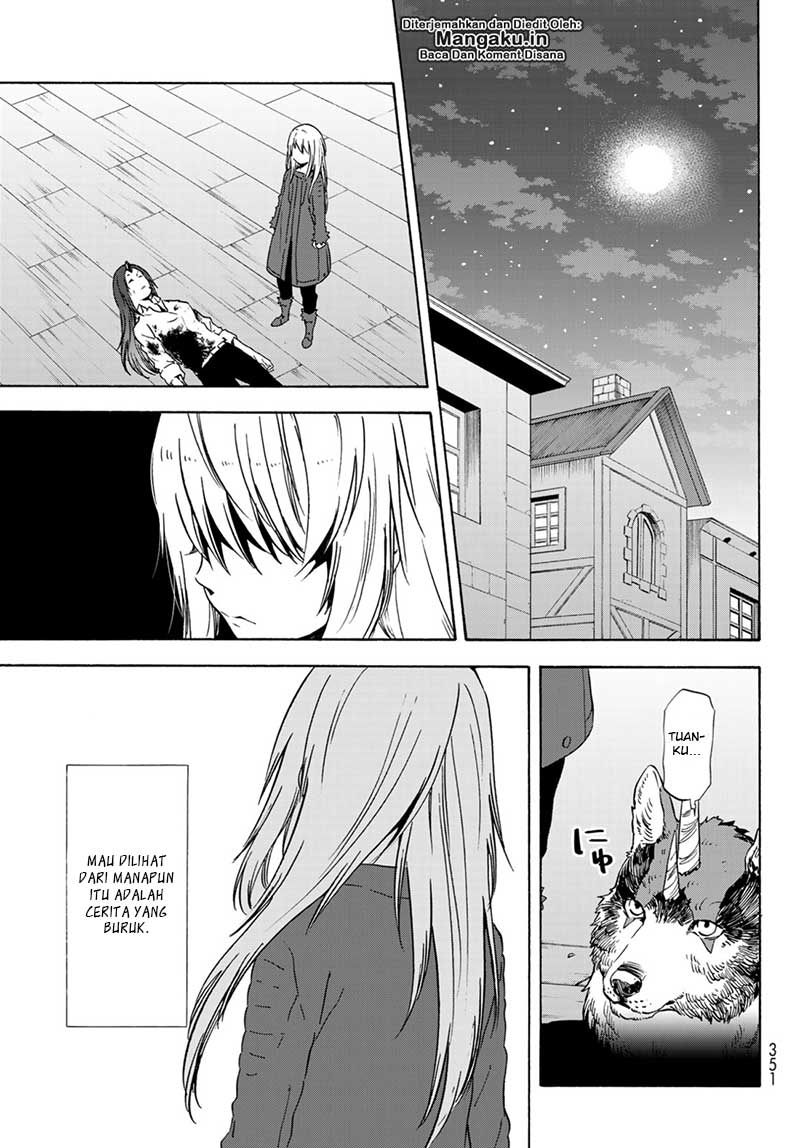 Diterjemahkan dan Diedit Oleh:
Mangaku.in
Baca Dan Koment Disana
TUAN-
KU...
にゅ
MAU DILIHAT
DARI MANAPUN
ITU ADALAH
CERITA YANG
BURUK.
351